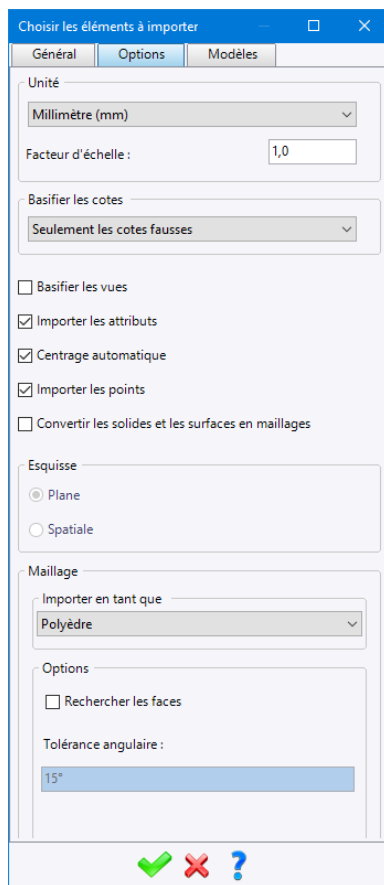 Choisir les éléments à importer
Général Options Modèles
Unité
Millimètre (mm)
Facteur d'échelle : 1,0
Basifier les cotes
Seulement les cotes fausses
Basifier les vues
Importer les attributs
Centrage automatique
Importer les points
Convertir les solides et les surfaces en maillages
Esquisse
Plane
Spatiale
Maillage
Importer en tant que
Polyèdre
Options
Rechercher les faces
Tolérance angulaire :
15°